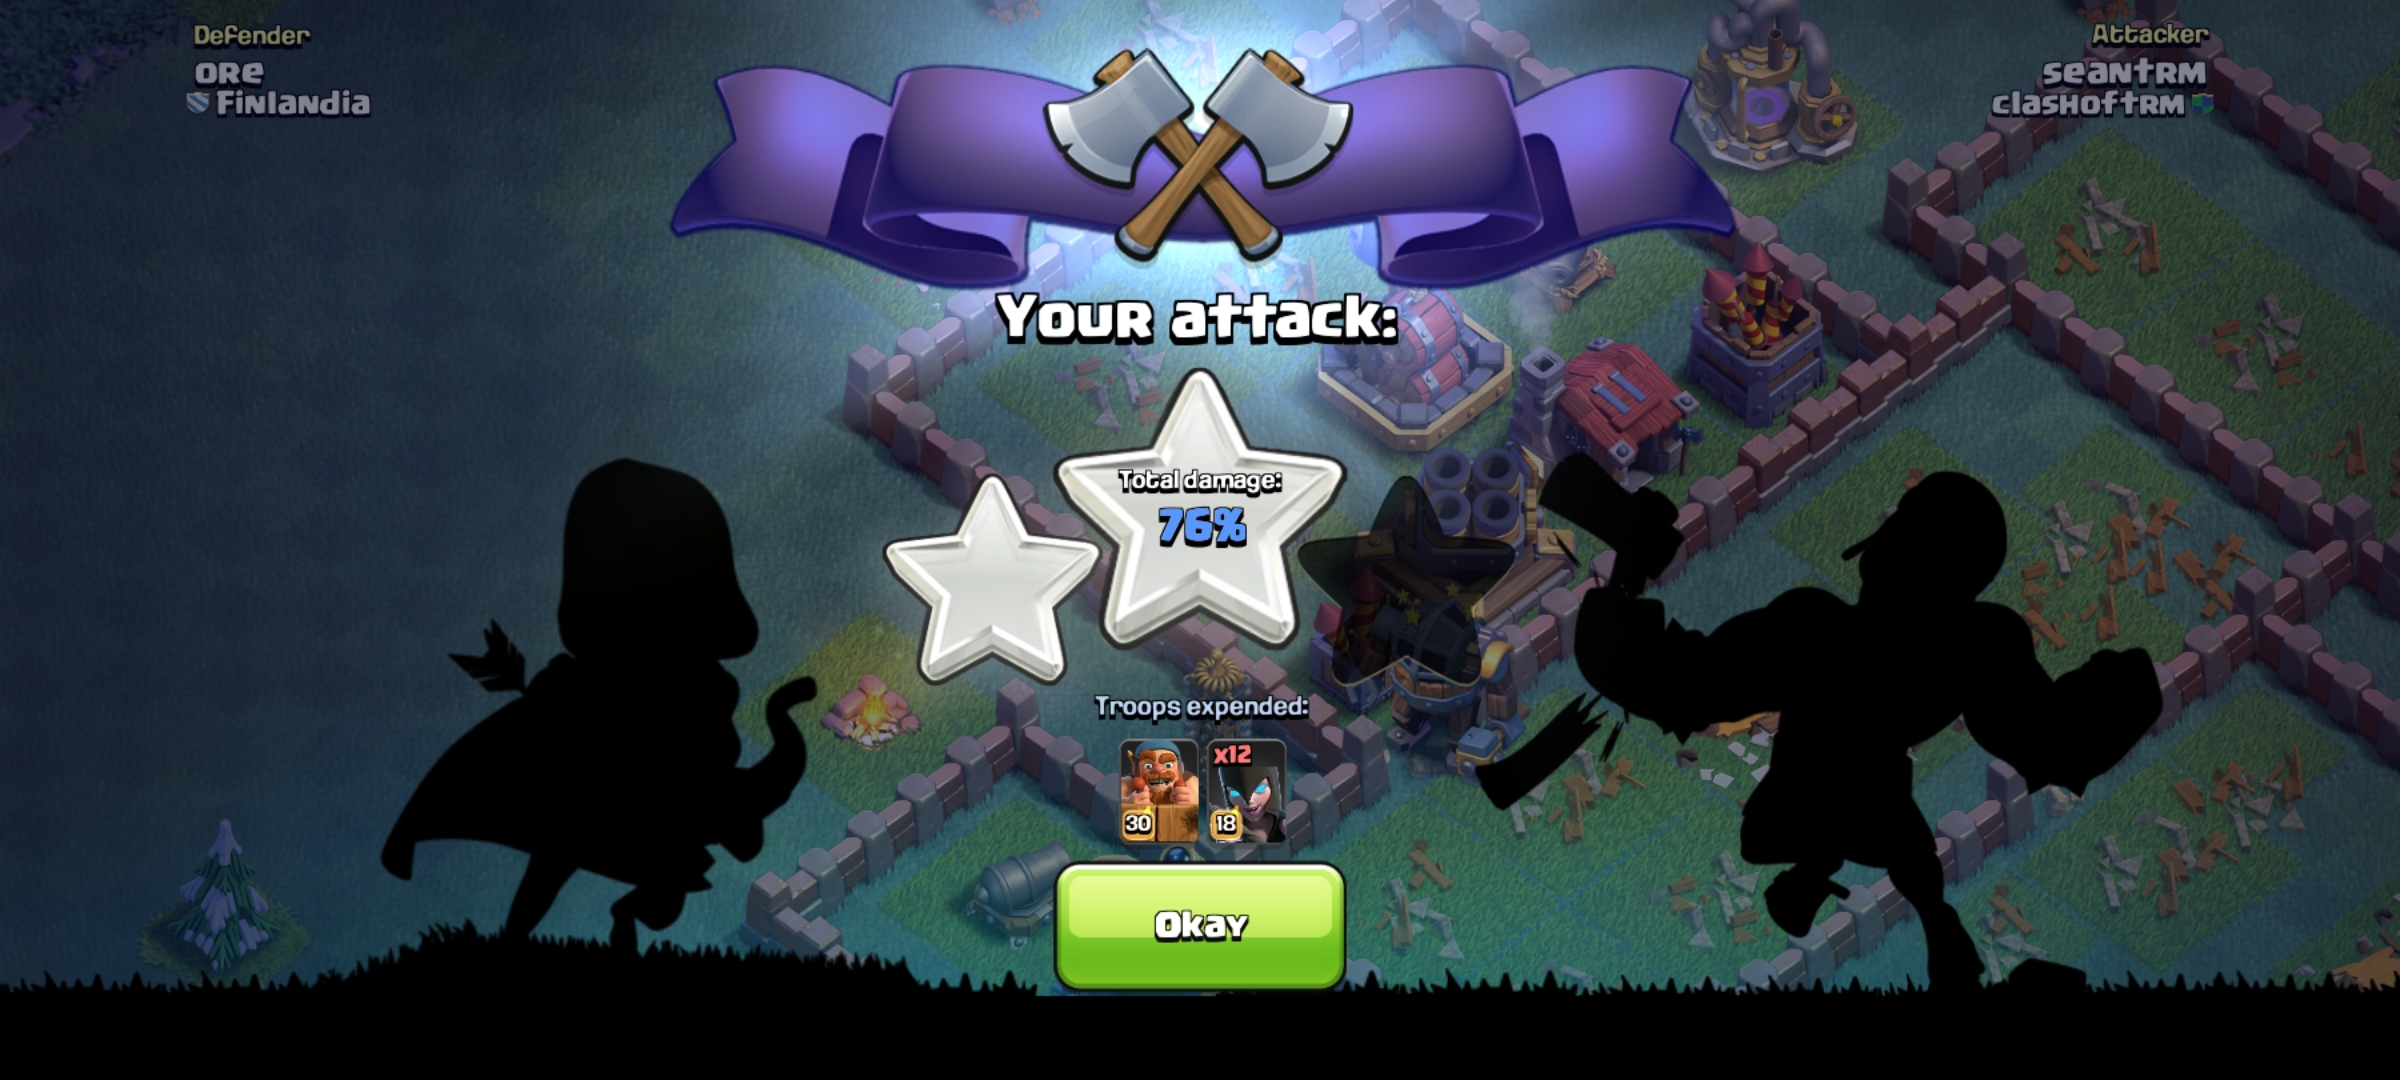 Defender
ORe
Finlandia
Attacker
seantRM
clashoftRM
Your attack:
Total damage:
76%
Troops expended:
30
x12
18
Okay